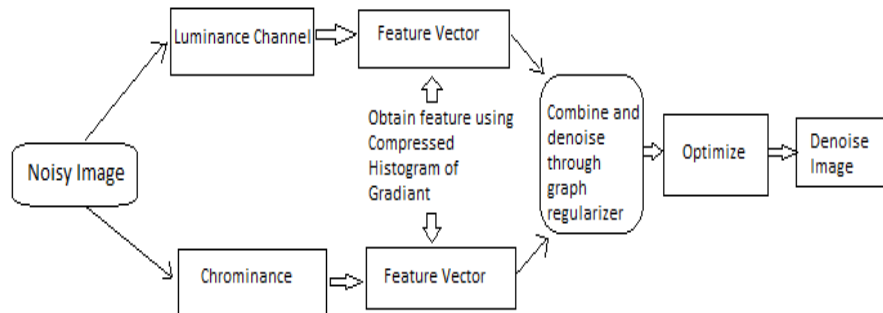 Luminance Channel
Feature Vector
Obtain feature using
Compressed
Histogram of
Gradiant
Noisy Image
Combine and
denoise
through
graph
regularizer
Optimize
Denoise
Image
Chrominance
Feature Vector